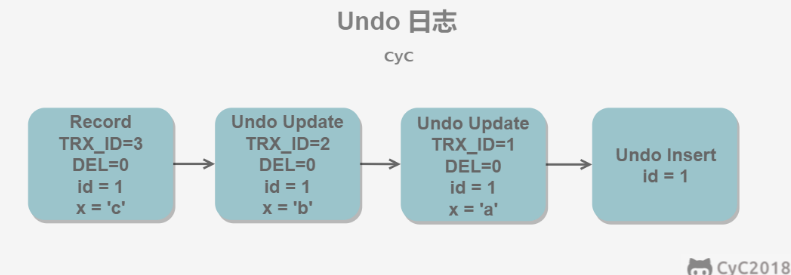 Undo 日志
CyC
Record
TRX_ID=3
DEL=0
id = 1
x = 'c'
Undo Update
TRX_ID=2
DEL=0
id = 1
x = 'b'
Undo Update
TRX_ID=1
DEL=0
id = 1
x = 'a'
Undo Insert
id = 1
CyC2018